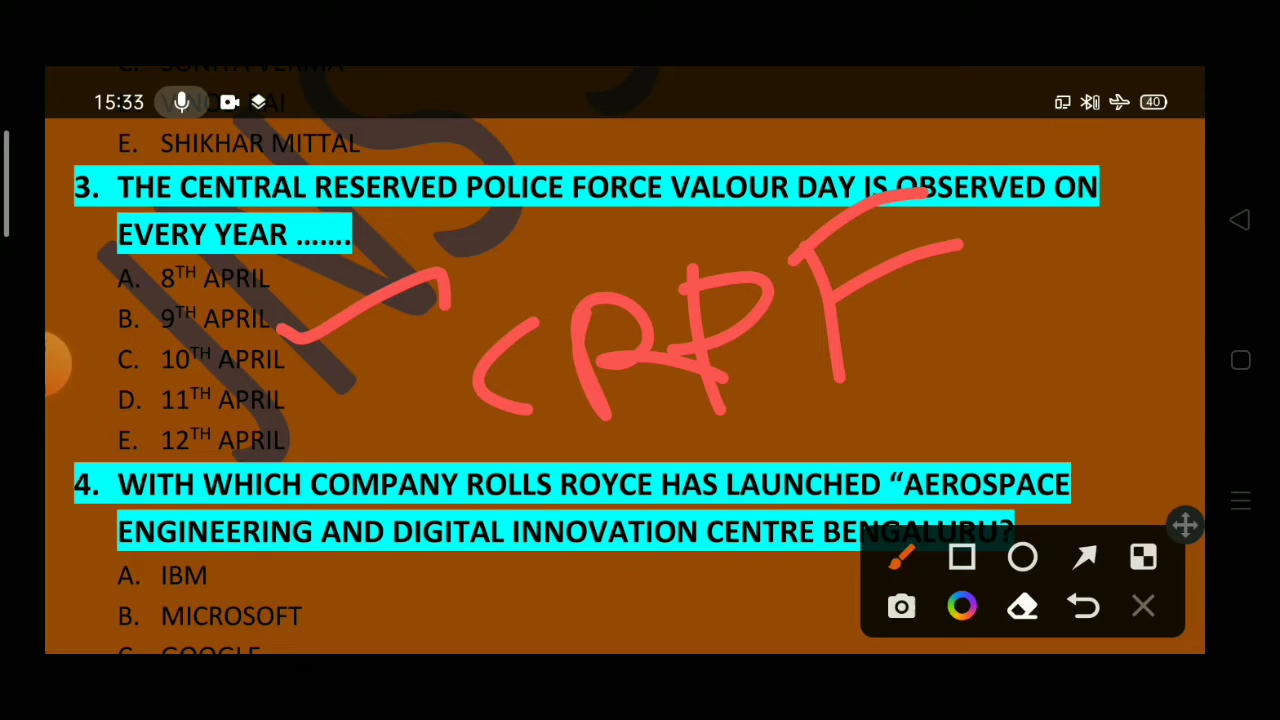 15:33
40
E. SHIKHAR MITTAL
3. THE CENTRAL RESERVED POLICE FORCE VALOUR DAY IS OBSERVED ON
EVERY YEAR .......
A. 8TH APRIL
B. 9TH APRIL
C. 10TH APRIL
D. 11TH APRIL
E. 12TH APRIL
CRPF
4. WITH WHICH COMPANY ROLLS ROYCE HAS LAUNCHED “AEROSPACE
ENGINEERING AND DIGITAL INNOVATION CENTRE BENGALURU?
A. IBM
B. MICROSOFT
C. GOOGLE